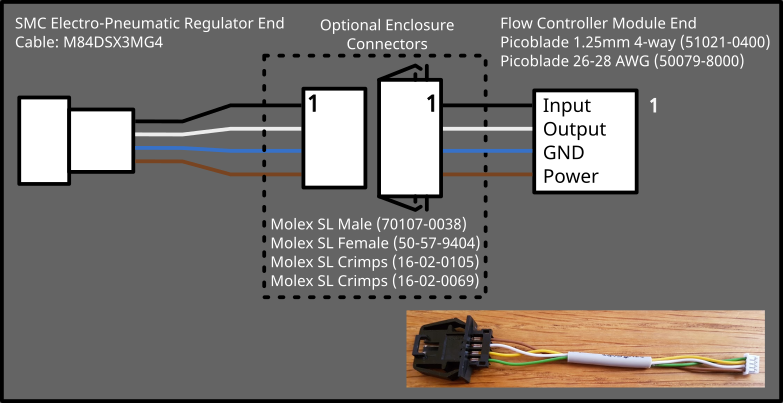 SMC Electro-Pneumatic Regulator End
Cable: M84DSX3MG4
Optional Enclosure
Connectors
Flow Controller Module End
Picoblade 1.25mm 4-way (51021-0400)
Picoblade 26-28 AWG (50079-8000)
1
1
Input
Output
GND
Power
1
Molex SL Male (70107-0038)
Molex SL Female (50-57-9404)
Molex SL Crimps (16-02-0105)
Molex SL Crimps (16-02-0069)